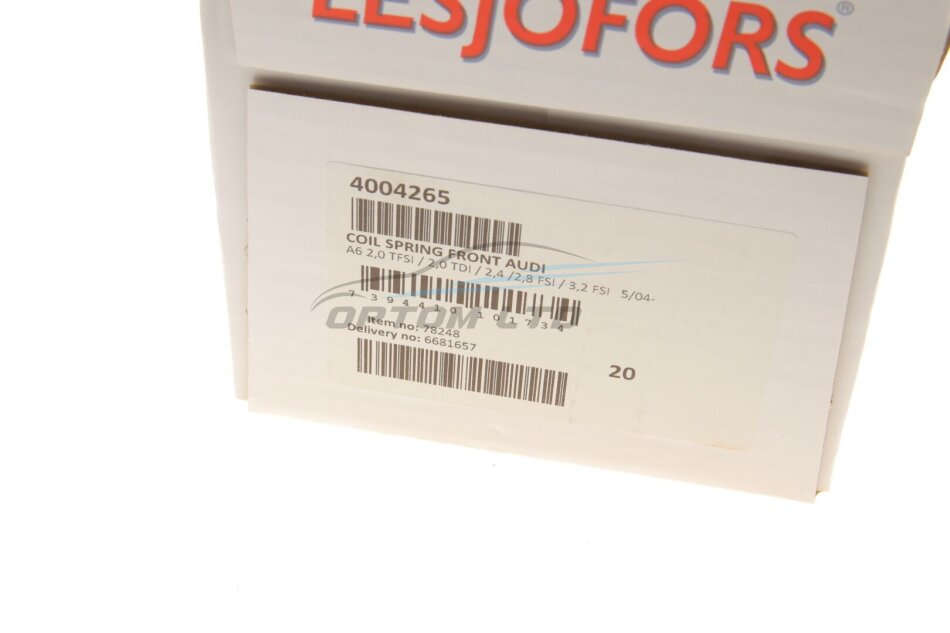 LESJOFORS®
4004265
COIL SPRING FRONT AUDI
A6 2,0 TFSI / 2,0 TDI / 2,4 /2,8 FSI / 3,2 FSI 5/04-
7 394410 101734
OPTOM LTD
Item no: 78248
Delivery no: 6681657
20